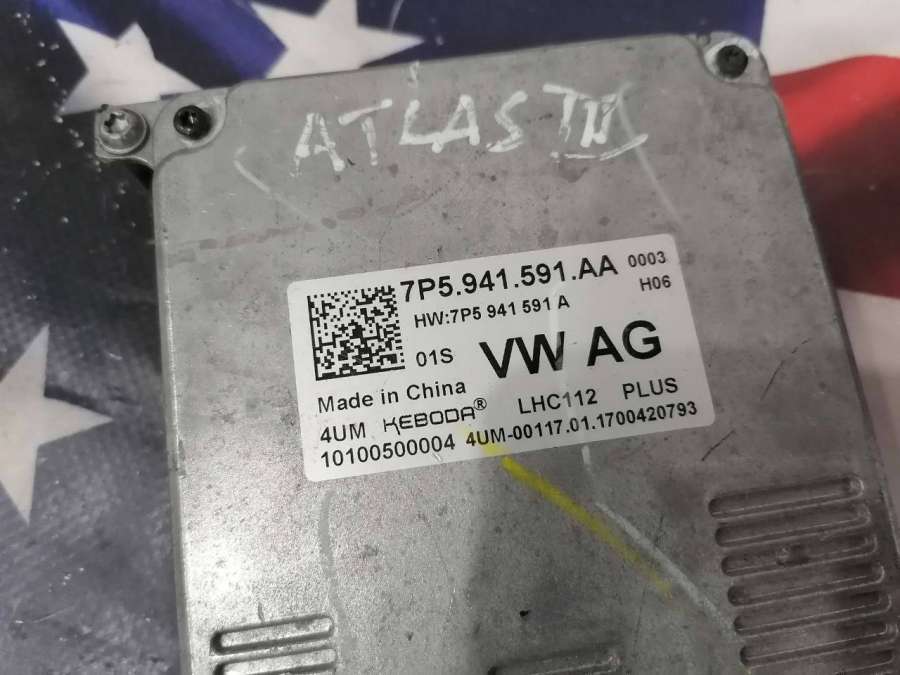 ATLAS III
7P5.941.591.AA 0003
HW:7P5 941 591 A H06
01S VW AG
Made in China
4UM KEBODA® LHC112 PLUS
10100500004 4UM-00117.01.1700420793